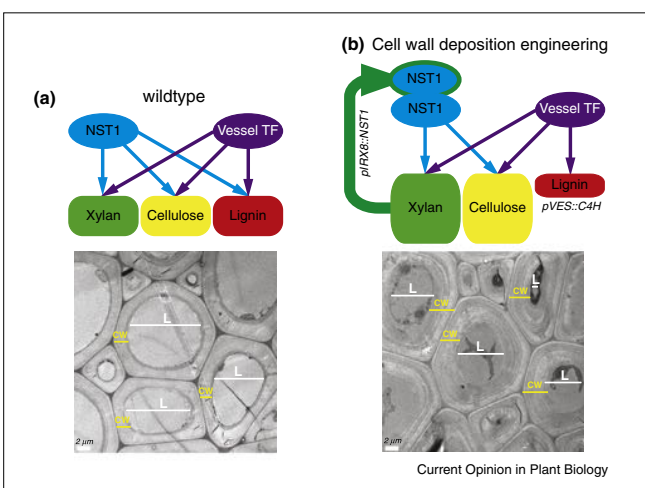 (b) Cell wall deposition engineering
(a)
wildtype
NST1
Vessel TF
Xylan
Cellulose
Lignin
NST1
NST1
Vessel TF
pIRX8::NST1
Xylan
Cellulose
Lignin
pVES::C4H
L
CW
L
CW
L
CW
2 μm
L
CW
L
CW
CW
L
CW
L
2 μm
Current Opinion in Plant Biology